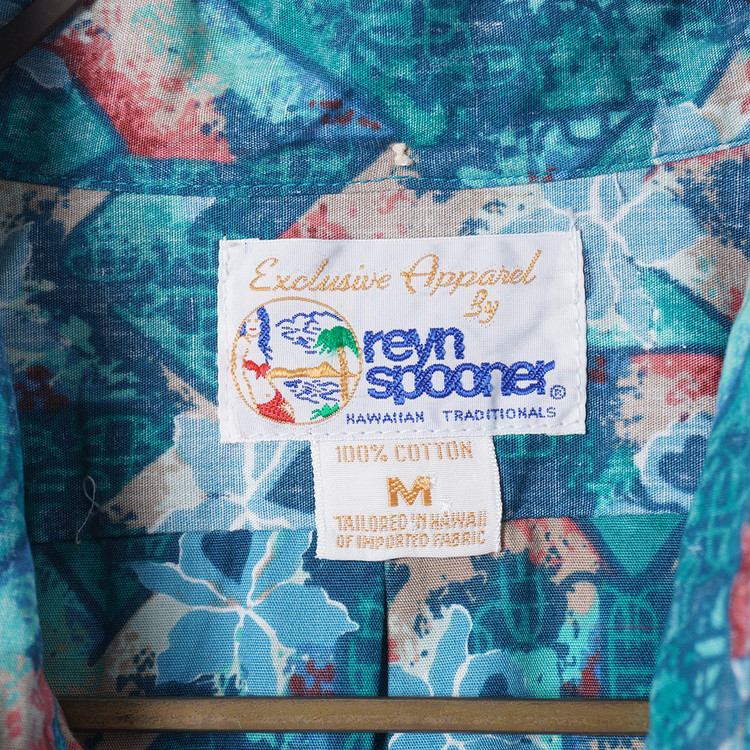 Exclusive Apparel
By
reyn
spooner®
HAWAIIAN TRADITIONALS
100% COTTON
M
TAILORED IN HAWAII
OF IMPORTED FABRIC